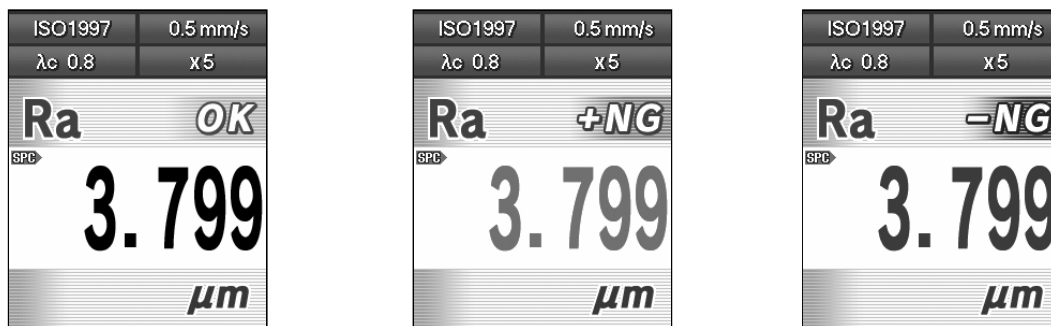 ISO1997 0.5 mm/s
λc 0.8 x5
Ra OK
SPC
3.799
µm
ISO1997 0.5 mm/s
λc 0.8 x5
Ra +NG
SPC
3.799
µm
ISO1997 0.5 mm/s
λc 0.8 x5
Ra -NG
SPC
3.799
µm